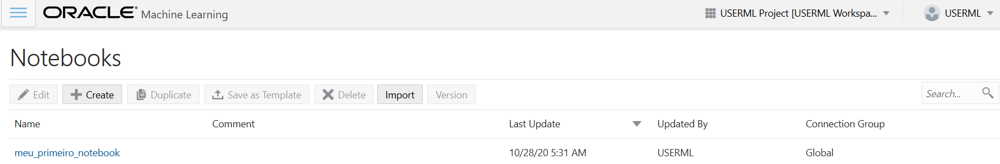 ORACLE® Machine Learning USERML Project [USERML Workspa... USERML
Notebooks
Edit Create Duplicate Save as Template Delete Import Version Search...
Name Comment Last Update Updated By Connection Group
meu_primeiro_notebook 10/28/20 5:31 AM USERML Global